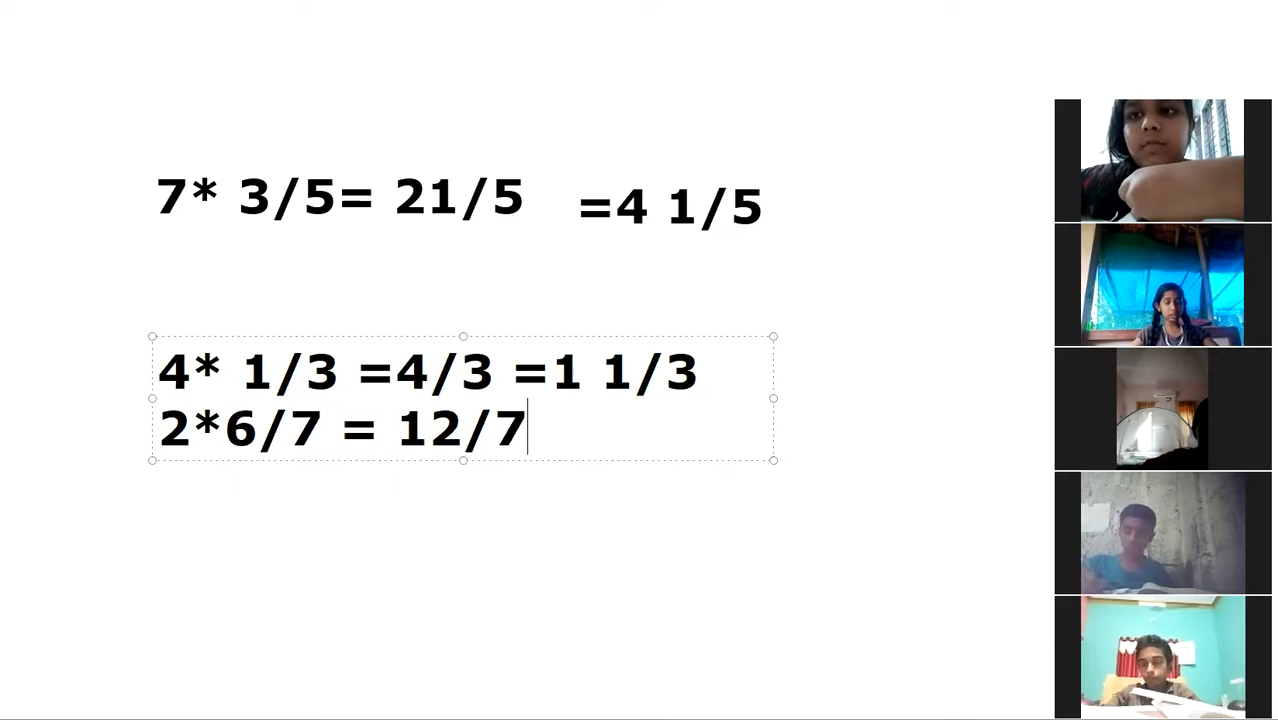 7* 3/5= 21/5 =4 1/5
4* 1/3 =4/3 =1 1/3
2*6/7 = 12/7